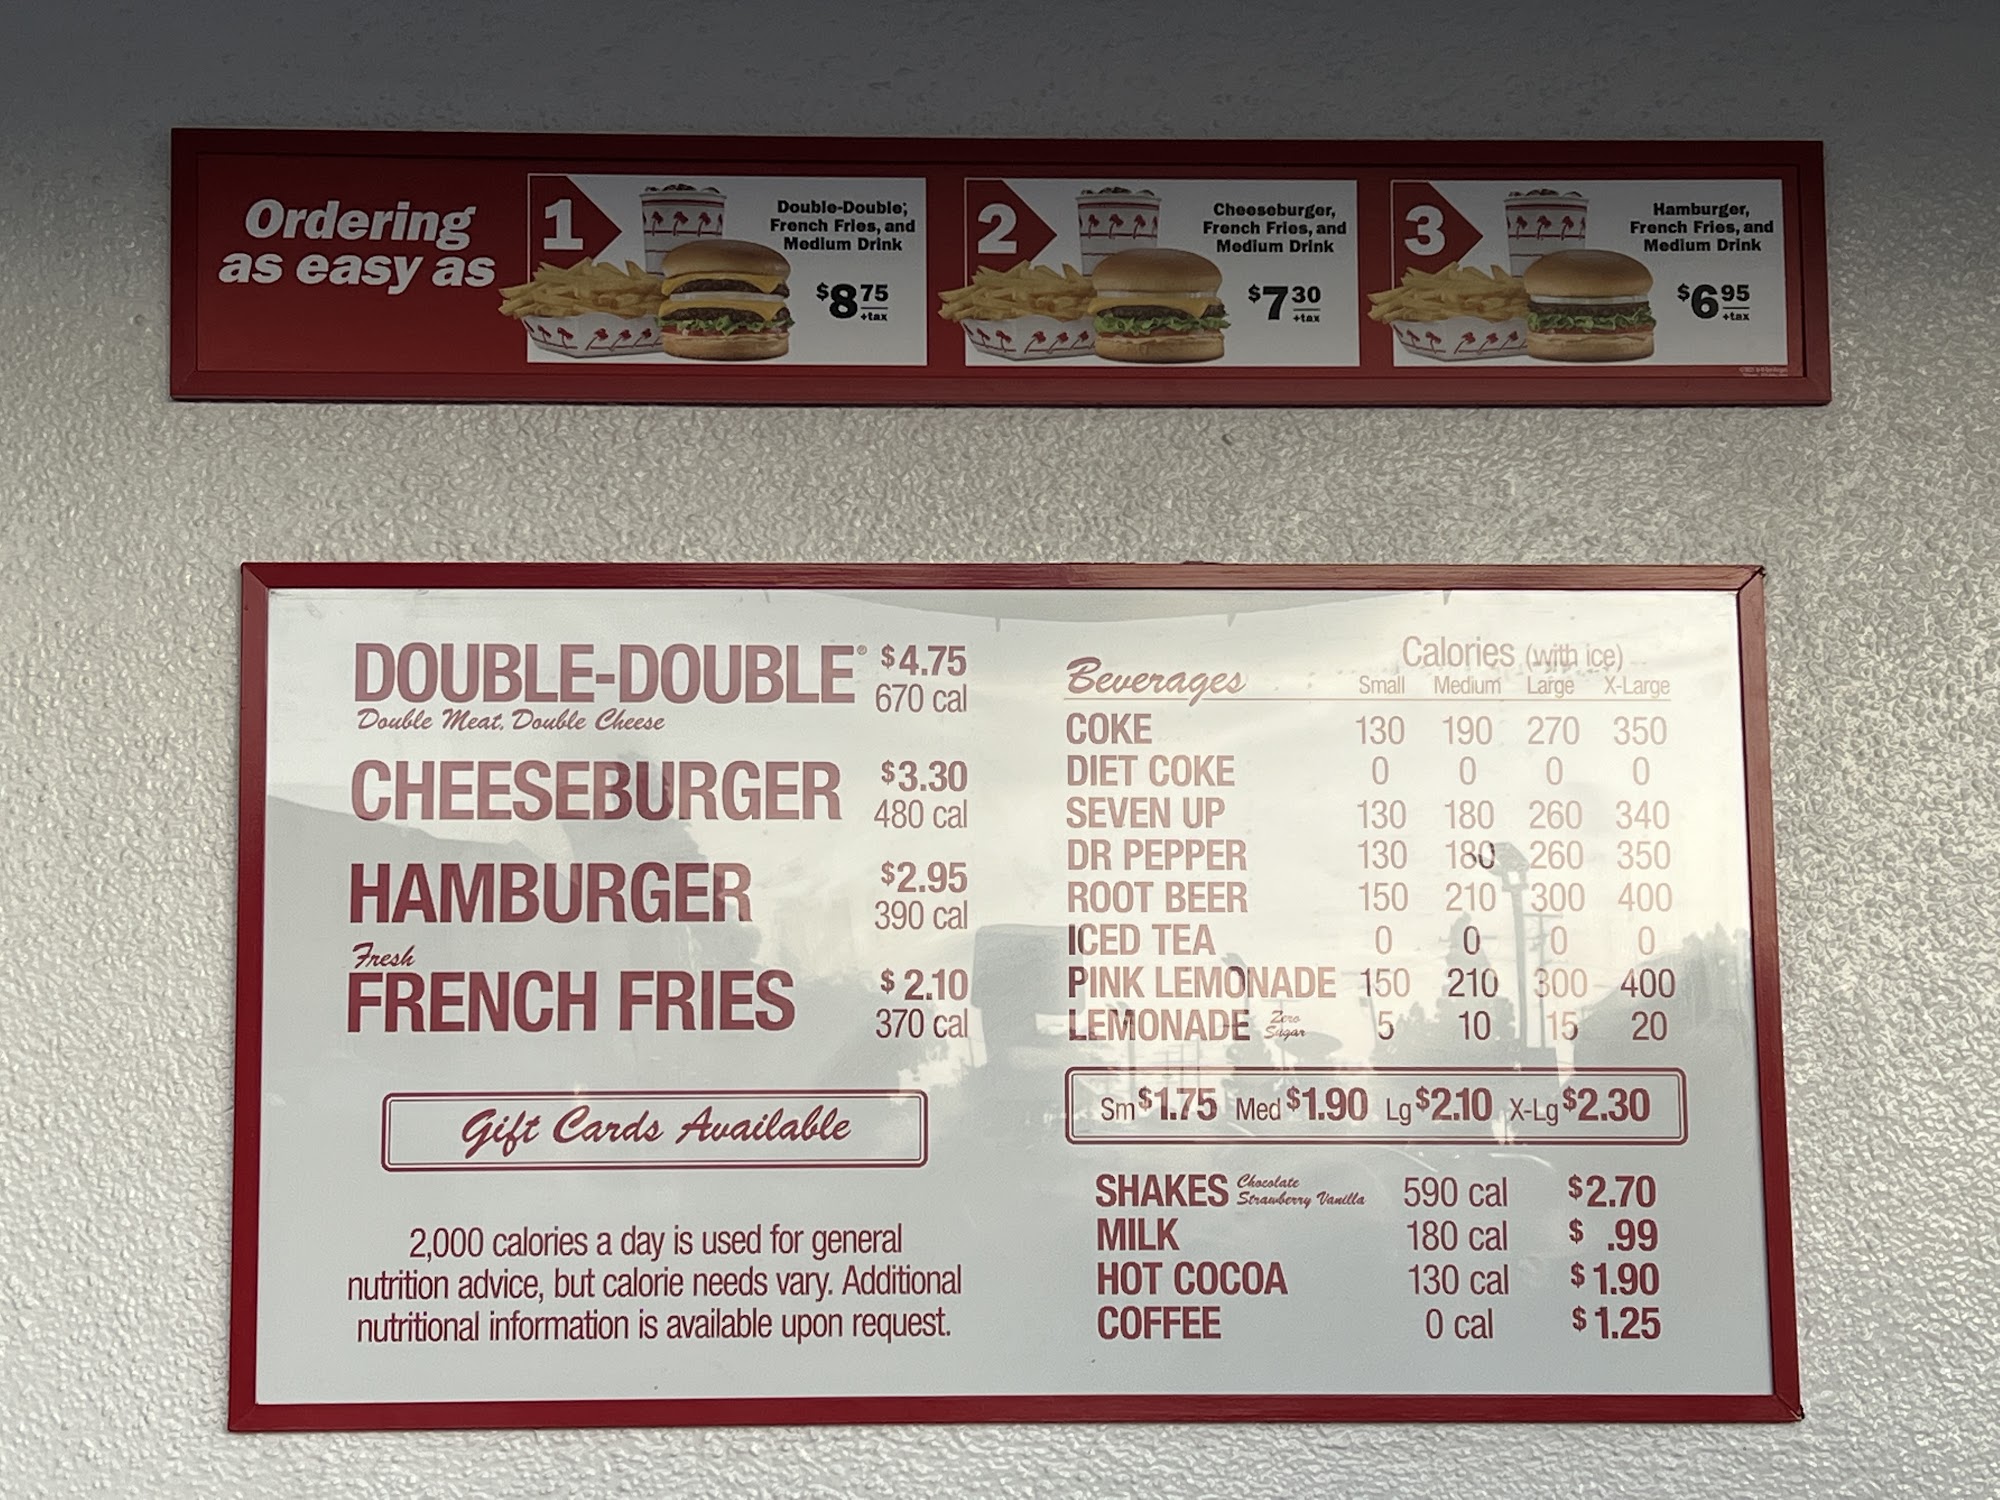 Ordering
as easy as
1
Double-Double,
French Fries, and
Medium Drink
$8 75
+tax
2
Cheeseburger,
French Fries, and
Medium Drink
$7 30
+tax
3
Hamburger,
French Fries, and
Medium Drink
$6 95
+tax
DOUBLE-DOUBLE® $4.75
Double Meat, Double Cheese 670 cal
CHEESEBURGER $3.30
480 cal
HAMBURGER $2.95
390 cal
Fresh
FRENCH FRIES $2.10
370 cal
Gift Cards Available
2,000 calories a day is used for general
nutrition advice, but calorie needs vary. Additional
nutritional information is available upon request.
Calories (with ice)
Beverages Small Medium Large X-Large
COKE 130 190 270 350
DIET COKE 0 0 0 0
SEVEN UP 130 180 260 340
DR PEPPER 130 180 260 350
ROOT BEER 150 210 300 400
ICED TEA 0 0 0 0
PINK LEMONADE 150 210 300 400
LEMONADE Zero Sugar 5 10 15 20
Sm $1.75 Med $1.90 Lg $2.10 X-Lg $2.30
SHAKES Chocolate Strawberry Vanilla 590 cal $2.70
MILK 180 cal $ .99
HOT COCOA 130 cal $1.90
COFFEE 0 cal $1.25